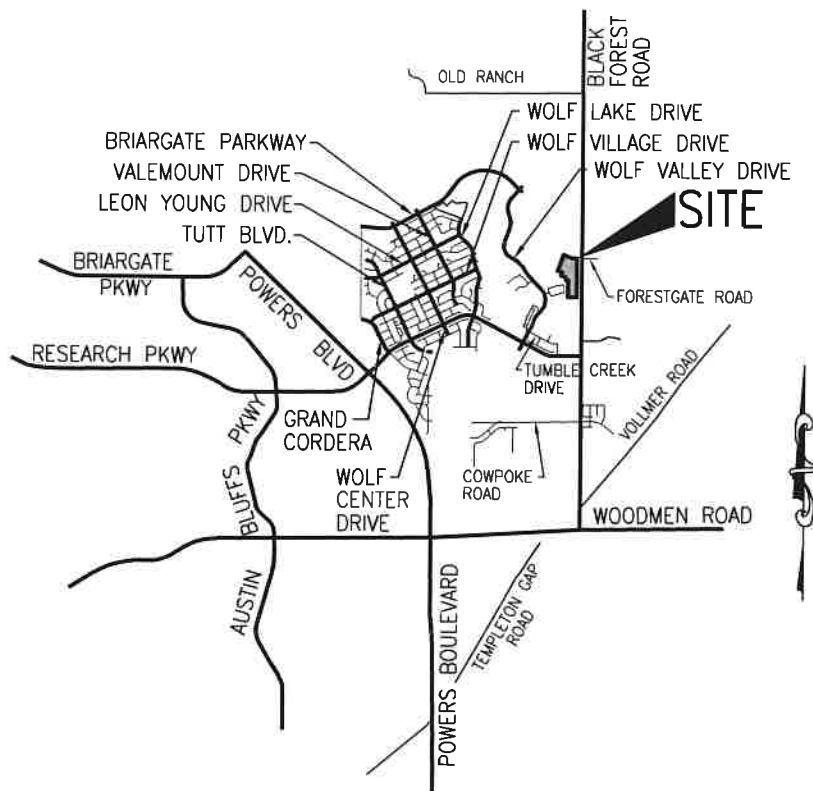 OLD RANCH
BLACK
FOREST
ROAD
WOLF LAKE DRIVE
BRIARGATE PARKWAY
WOLF VILLAGE DRIVE
VALEMOUNT DRIVE
WOLF VALLEY DRIVE
LEON YOUNG DRIVE
SITE
TUTT BLVD.
BRIARGATE
PKWY
POWERS
BLVD
FORESTGATE ROAD
RESEARCH PKWY
TUMBLE CREEK
DRIVE
VOLLMER ROAD
GRAND
CORDERA
BLUFFS PKWY
WOLF
CENTER
DRIVE
COWPOKE
ROAD
WOODMEN ROAD
AUSTIN
TEMPLETON GAP
ROAD
POWERS BOULEVARD